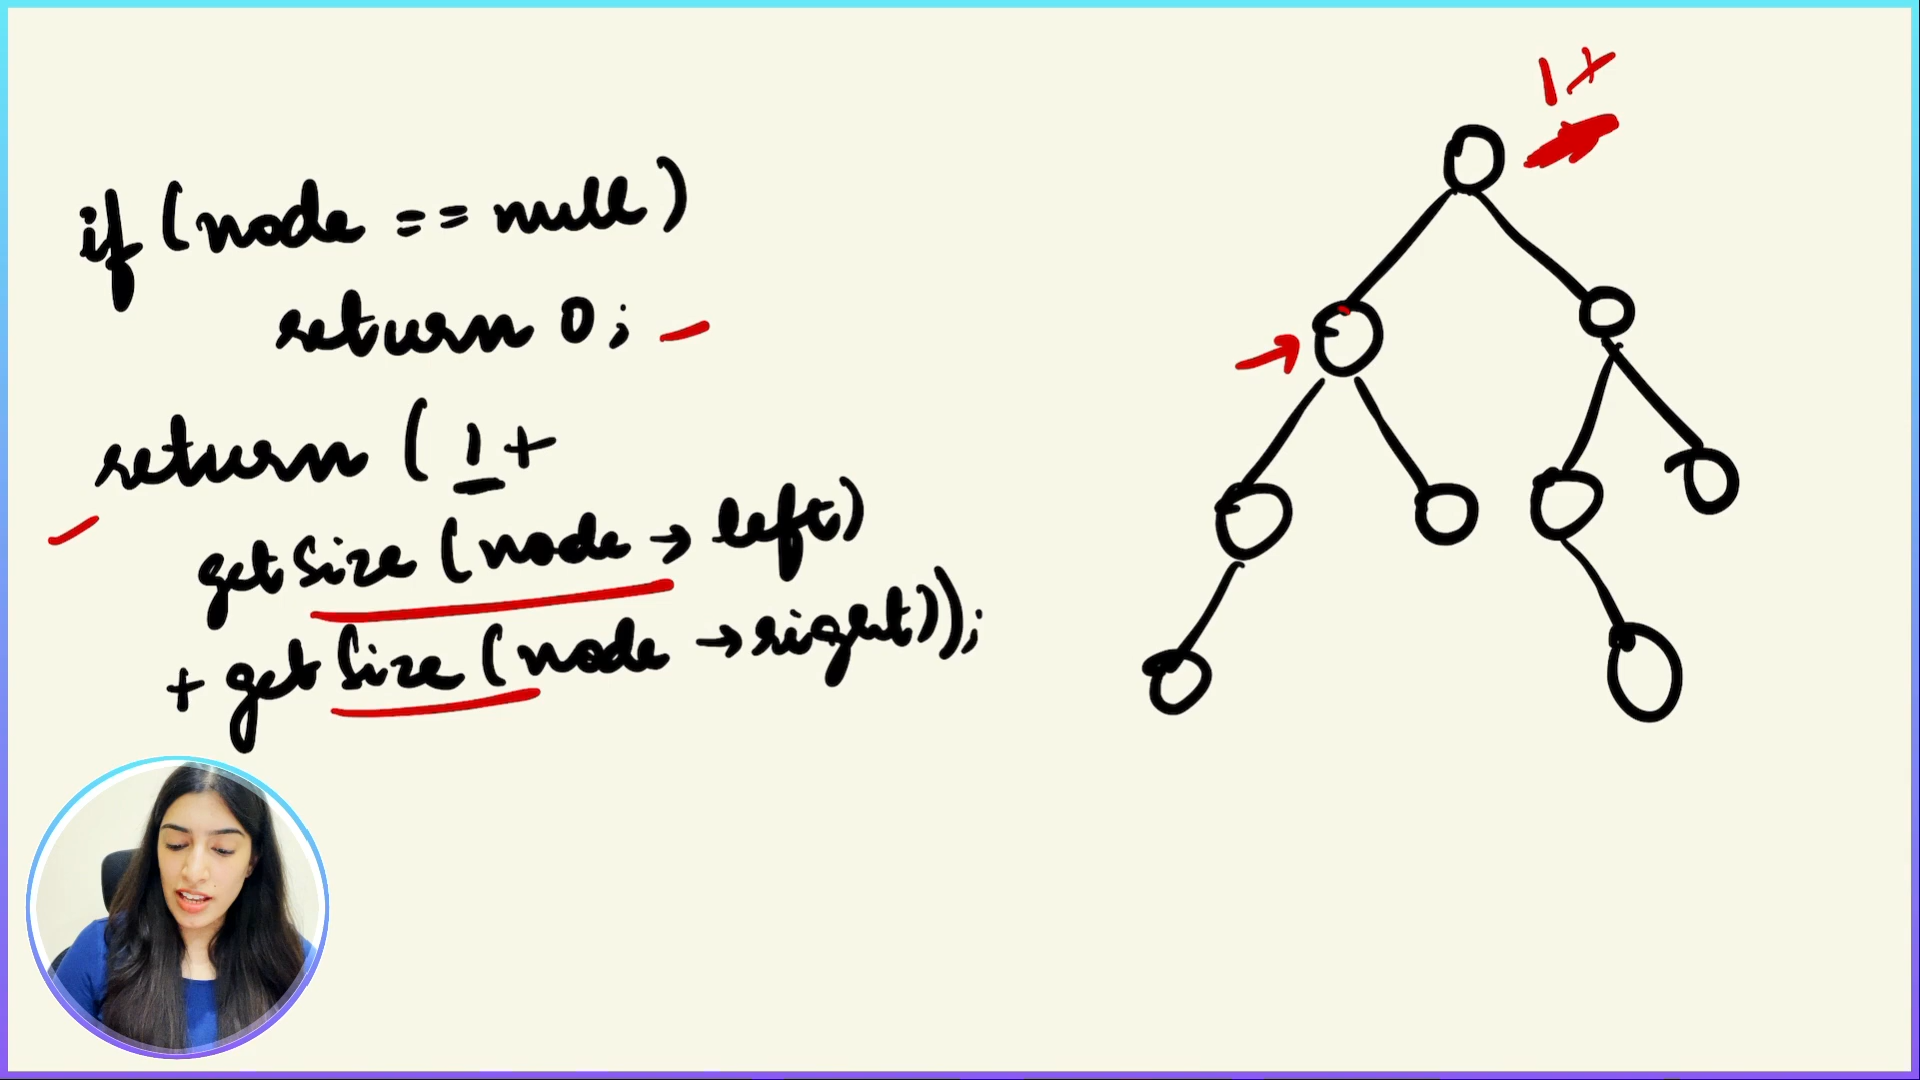 if (node == null)
return 0;
return ( 1 +
getSize (node → left)
+ getSize (node → right));
1+